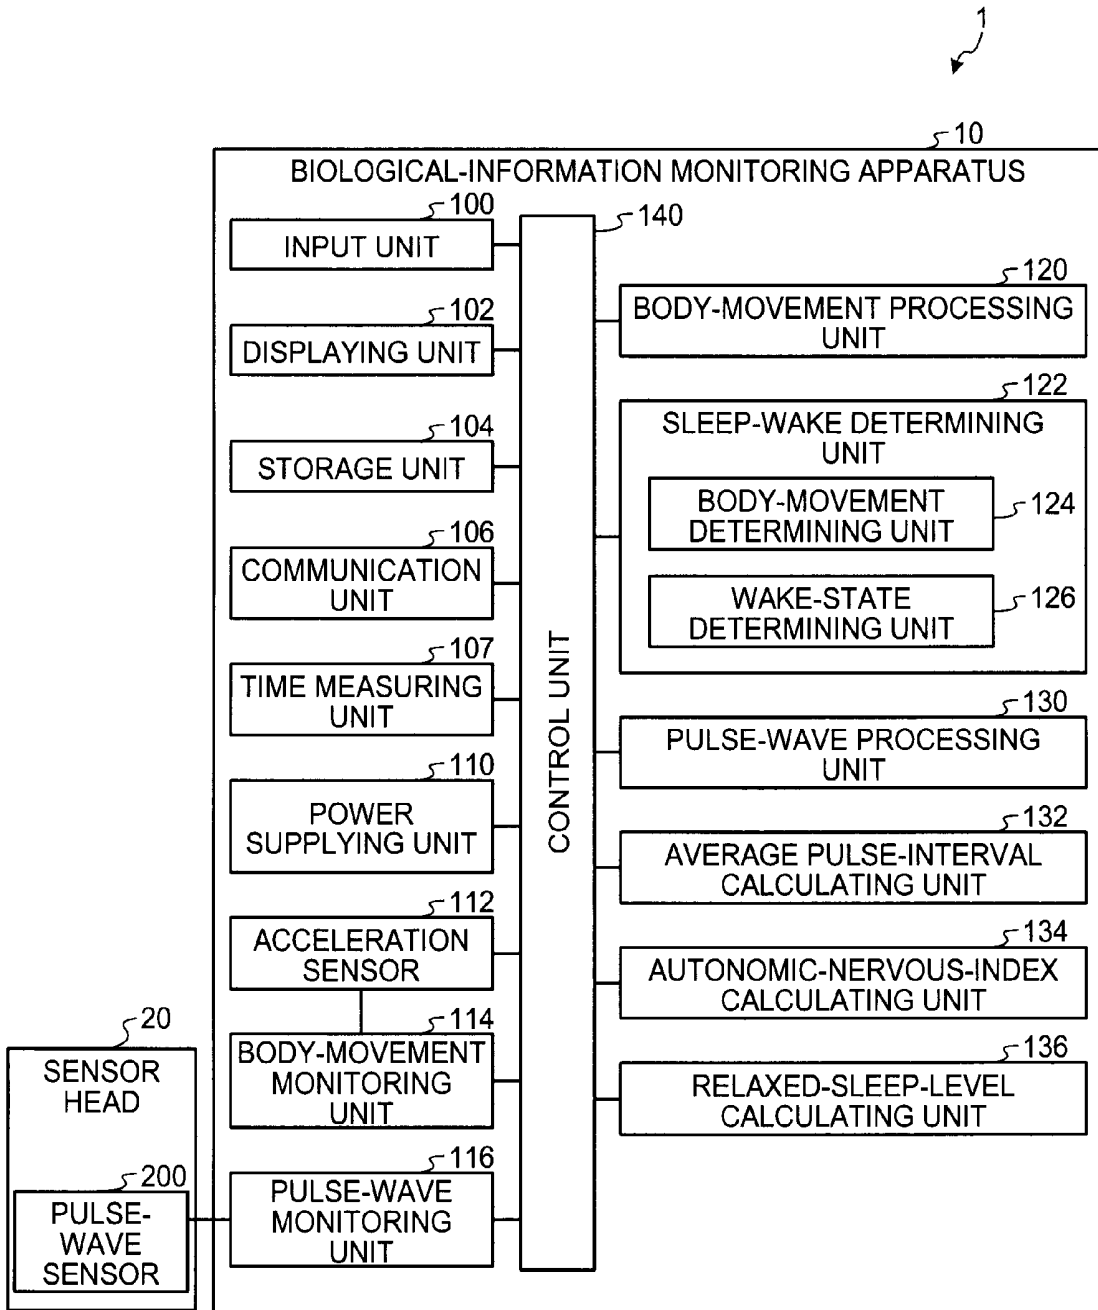 1
10
BIOLOGICAL-INFORMATION MONITORING APPARATUS
100
INPUT UNIT
102
DISPLAYING UNIT
104
STORAGE UNIT
106
COMMUNICATION
UNIT
107
TIME MEASURING
UNIT
110
POWER
SUPPLYING UNIT
112
ACCELERATION
SENSOR
114
BODY-MOVEMENT
MONITORING
UNIT
116
PULSE-WAVE
MONITORING
UNIT
20
SENSOR
HEAD
200
PULSE-
WAVE
SENSOR
140
CONTROL UNIT
120
BODY-MOVEMENT PROCESSING
UNIT
122
SLEEP-WAKE DETERMINING
UNIT
BODY-MOVEMENT
DETERMINING UNIT
124
WAKE-STATE
DETERMINING UNIT
126
130
PULSE-WAVE PROCESSING
UNIT
132
AVERAGE PULSE-INTERVAL
CALCULATING UNIT
134
AUTONOMIC-NERVOUS-INDEX
CALCULATING UNIT
136
RELAXED-SLEEP-LEVEL
CALCULATING UNIT